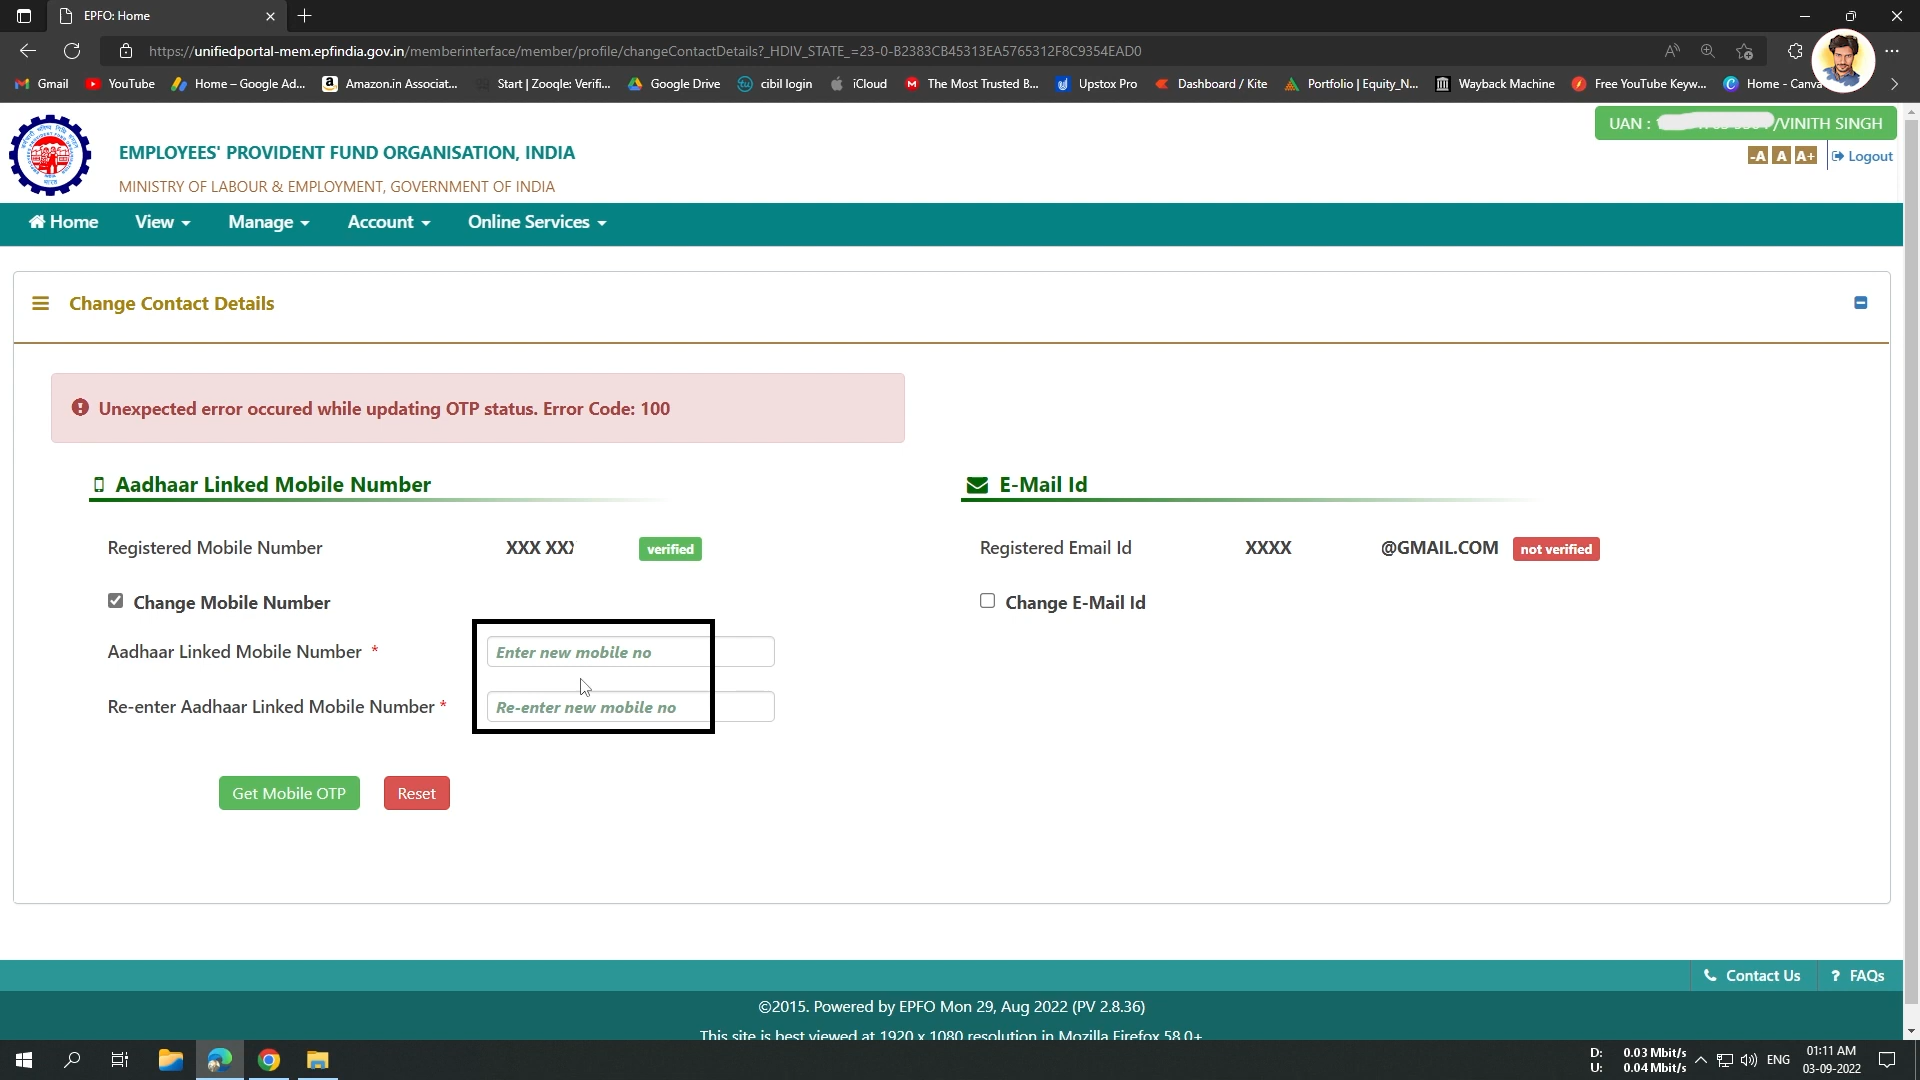 EPFO: Home
https://unifiedportal-mem.epfindia.gov.in/memberinterface/member/profile/changeContactDetails?_HDIV_STATE_=23-0-B2383CB45313EA5765312F8C9354EAD0
Gmail YouTube Home – Google Ad... Amazon.in Associat... Start | Zoogle: Verifi... Google Drive cibil login iCloud The Most Trusted B... Upstox Pro Dashboard / Kite Portfolio | Equity_N... Wayback Machine Free YouTube Keyw... Home - Canva
UAN : /VINITH SINGH
EMPLOYEES' PROVIDENT FUND ORGANISATION, INDIA
-A A A+ Logout
MINISTRY OF LABOUR & EMPLOYMENT, GOVERNMENT OF INDIA
Home View Manage Account Online Services
Change Contact Details
Unexpected error occured while updating OTP status. Error Code: 100
Aadhaar Linked Mobile Number
E-Mail Id
Registered Mobile Number XXX XXX verified
Registered Email Id XXXX @GMAIL.COM not verified
Change Mobile Number
Change E-Mail Id
Aadhaar Linked Mobile Number * Enter new mobile no
Re-enter Aadhaar Linked Mobile Number * Re-enter new mobile no
Get Mobile OTP Reset
Contact Us ? FAQs
©2015. Powered by EPFO Mon 29, Aug 2022 (PV 2.8.36)
This site is best viewed at 1920 x 1080 resolution in Mozilla Firefox 58.0+
D: 0.03 Mbit/s
U: 0.04 Mbit/s
ENG
01:11 AM
03-09-2022